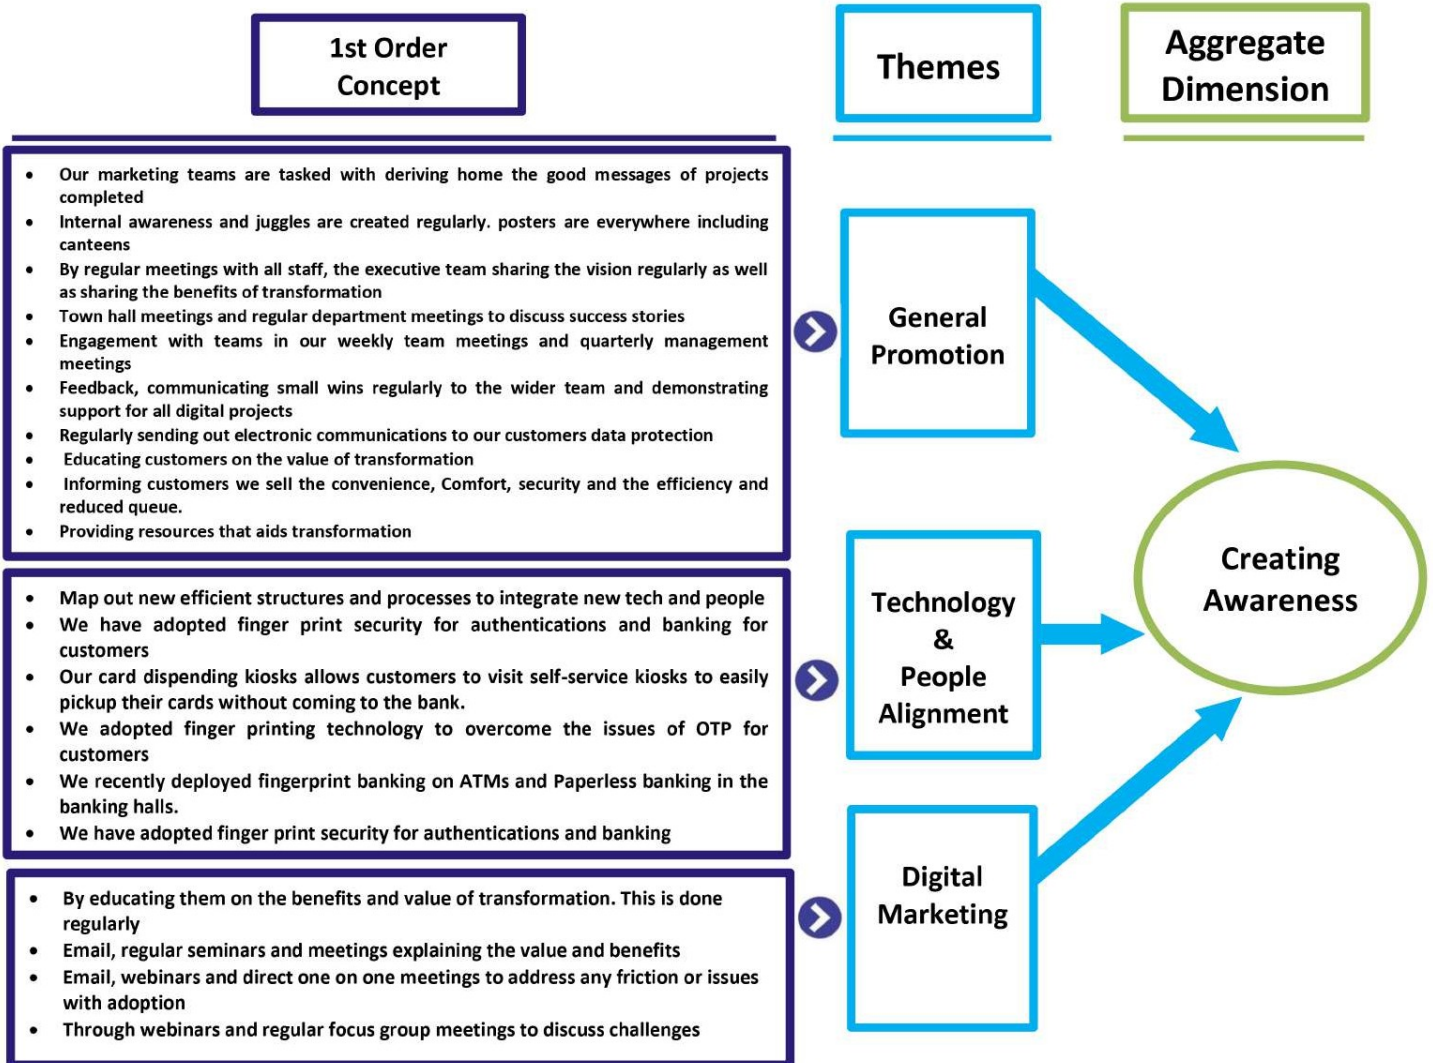 1st Order
Concept
Themes
Aggregate
Dimension
• Our marketing teams are tasked with deriving home the good messages of projects
completed
• Internal awareness and juggles are created regularly. posters are everywhere including
canteens
• By regular meetings with all staff, the executive team sharing the vision regularly as well
as sharing the benefits of transformation
• Town hall meetings and regular department meetings to discuss success stories
• Engagement with teams in our weekly team meetings and quarterly management
meetings
• Feedback, communicating small wins regularly to the wider team and demonstrating
support for all digital projects
• Regularly sending out electronic communications to our customers data protection
• Educating customers on the value of transformation
• Informing customers we sell the convenience, Comfort, security and the efficiency and
reduced queue.
• Providing resources that aids transformation
General
Promotion
• Map out new efficient structures and processes to integrate new tech and people
• We have adopted finger print security for authentications and banking for
customers
• Our card dispending kiosks allows customers to visit self-service kiosks to easily
pickup their cards without coming to the bank.
• We adopted finger printing technology to overcome the issues of OTP for
customers
• We recently deployed fingerprint banking on ATMs and Paperless banking in the
banking halls.
• We have adopted finger print security for authentications and banking
Technology
&
People
Alignment
• By educating them on the benefits and value of transformation. This is done
regularly
• Email, regular seminars and meetings explaining the value and benefits
• Email, webinars and direct one on one meetings to address any friction or issues
with adoption
• Through webinars and regular focus group meetings to discuss challenges
Digital
Marketing
Creating
Awareness